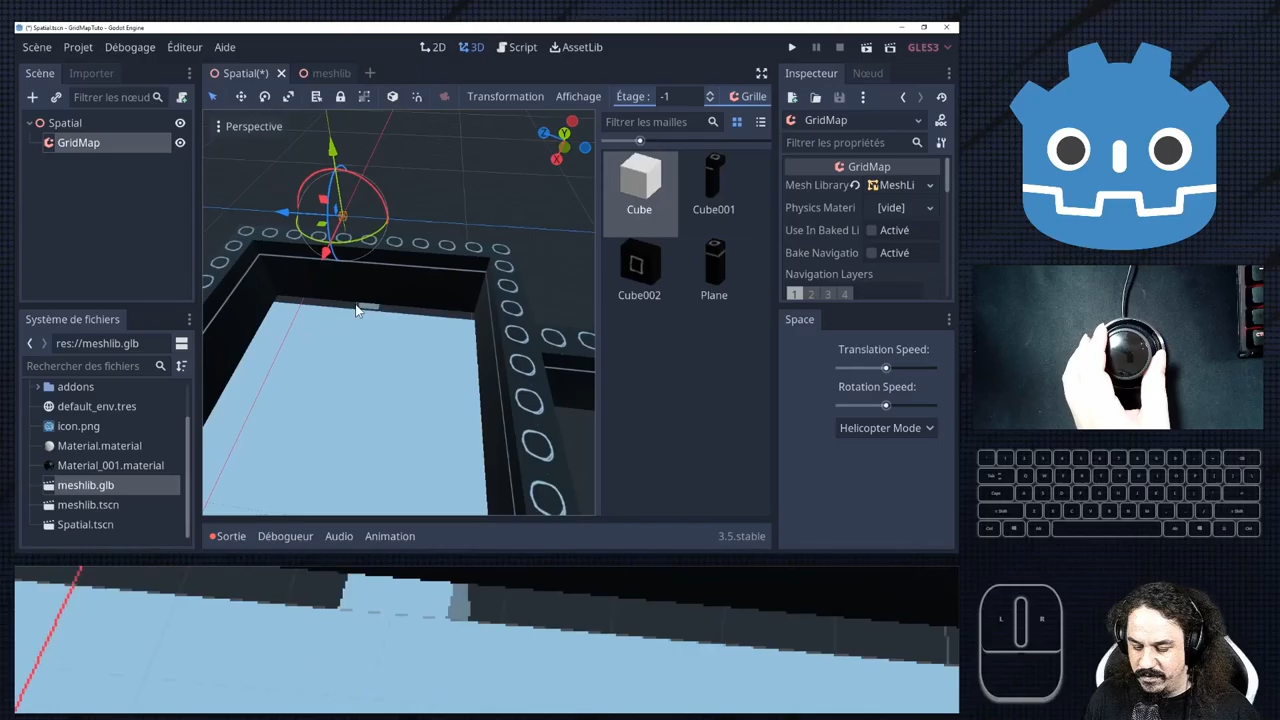 (*) Spatial.tscn - GridMapTuto - Godot Engine
Scène Projet Débogage Éditeur Aide
2D 3D Script AssetLib
GLES3
Scène Importer
Filtrer les nœud
Spatial
GridMap
Système de fichiers
res://meshlib.glb
Rechercher des fichiers
addons
default_env.tres
icon.png
Material.material
Material_001.material
meshlib.glb
meshlib.tscn
Spatial.tscn
Spatial(*) meshlib
Transformation Affichage Étage : -1 Grille
Perspective
Z Y X
Filtrer les mailles
Cube
Cube001
Cube002
Plane
Sortie Débogueur Audio Animation 3.5.stable
Inspecteur Nœud
GridMap
Filtrer les propriétés
GridMap
Mesh Library MeshLi
Physics Materi [vide]
Use In Baked Li Activé
Bake Navigatio Activé
Navigation Layers
1 2 3 4
Space
Translation Speed:
Rotation Speed:
Helicopter Mode
L R